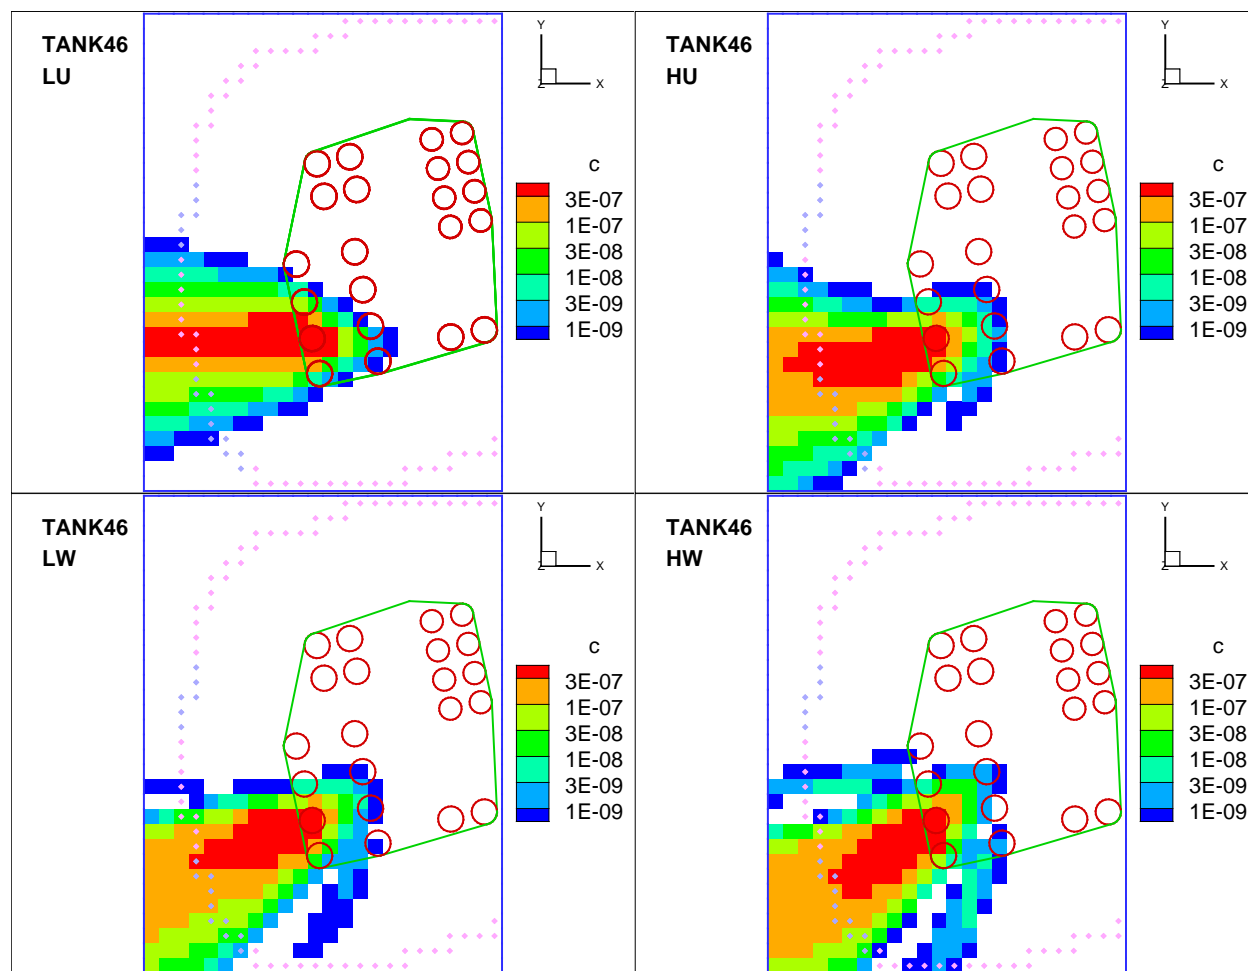 TANK46
LU
Y
Z
X
C
3E-07
1E-07
3E-08
1E-08
3E-09
1E-09
TANK46
HU
Y
Z
X
C
3E-07
1E-07
3E-08
1E-08
3E-09
1E-09
TANK46
LW
Y
Z
X
C
3E-07
1E-07
3E-08
1E-08
3E-09
1E-09
TANK46
HW
Y
Z
X
C
3E-07
1E-07
3E-08
1E-08
3E-09
1E-09